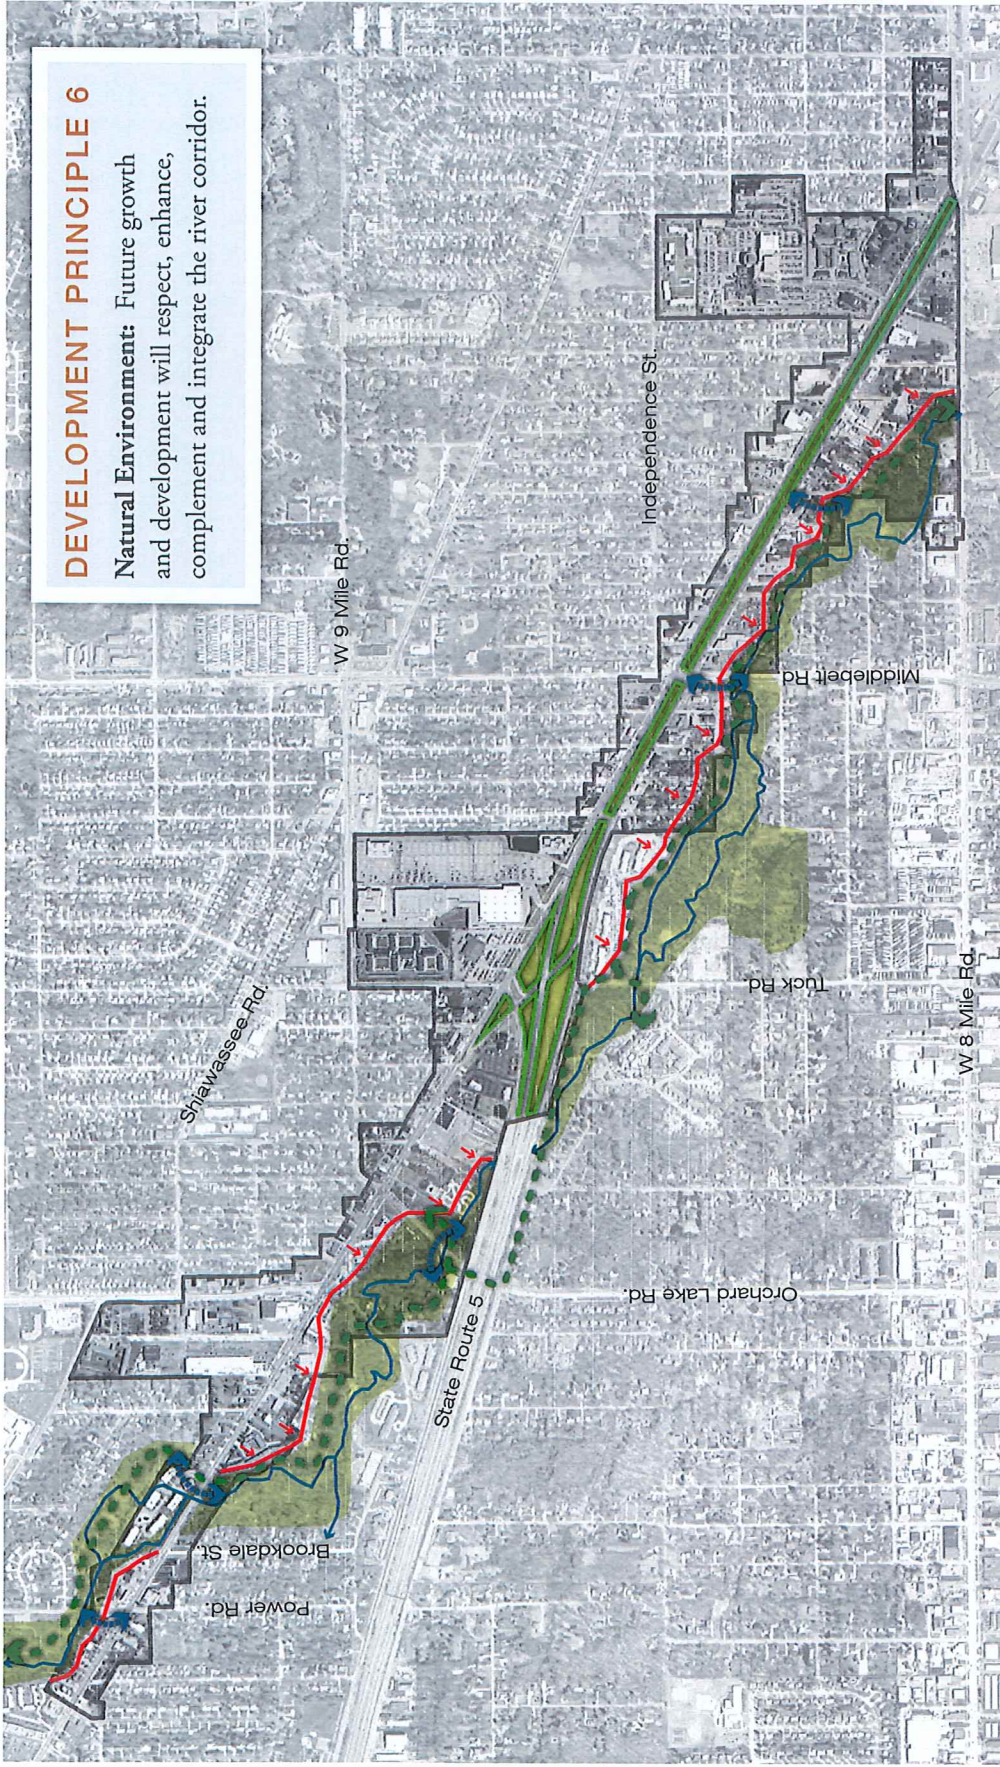 DEVELOPMENT PRINCIPLE 6
Natural Environment: Future growth
and development will respect, enhance,
complement and integrate the river corridor.
W 9 Mile Rd.
Independence St.
Shiawassee Rd.
Middlebelt Rd
Tuck Rd.
W 8 Mile Rd.
Orchard Lake Rd.
State Route 5
Brookdale St.
Power Rd.